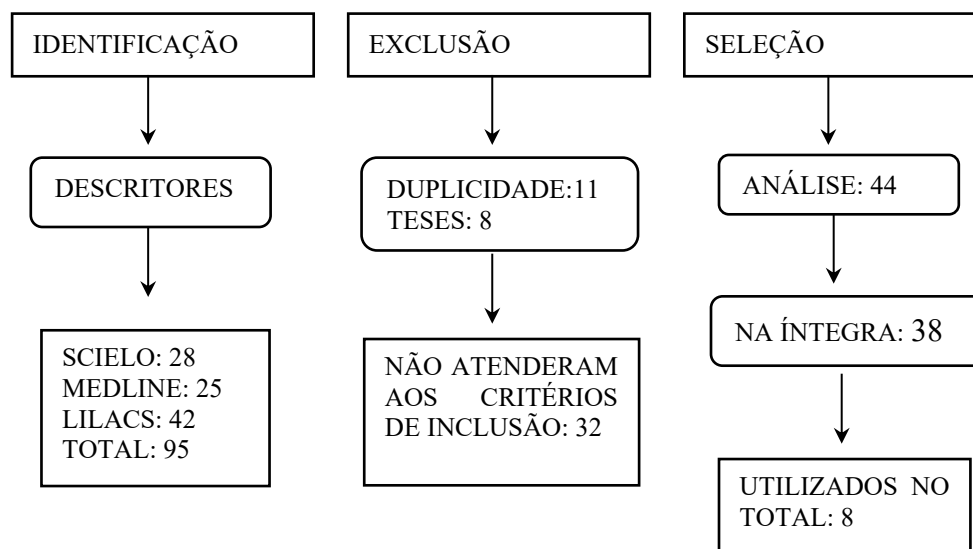 IDENTIFICAÇÃO
DESCRITORES
SCIELO: 28
MEDLINE: 25
LILACS: 42
TOTAL: 95
EXCLUSÃO
DUPLICIDADE:11
TESES: 8
NÃO ATENDERAM
AOS CRITÉRIOS
DE INCLUSÃO: 32
SELEÇÃO
ANÁLISE: 44
NA ÍNTEGRA: 38
UTILIZADOS NO
TOTAL: 8